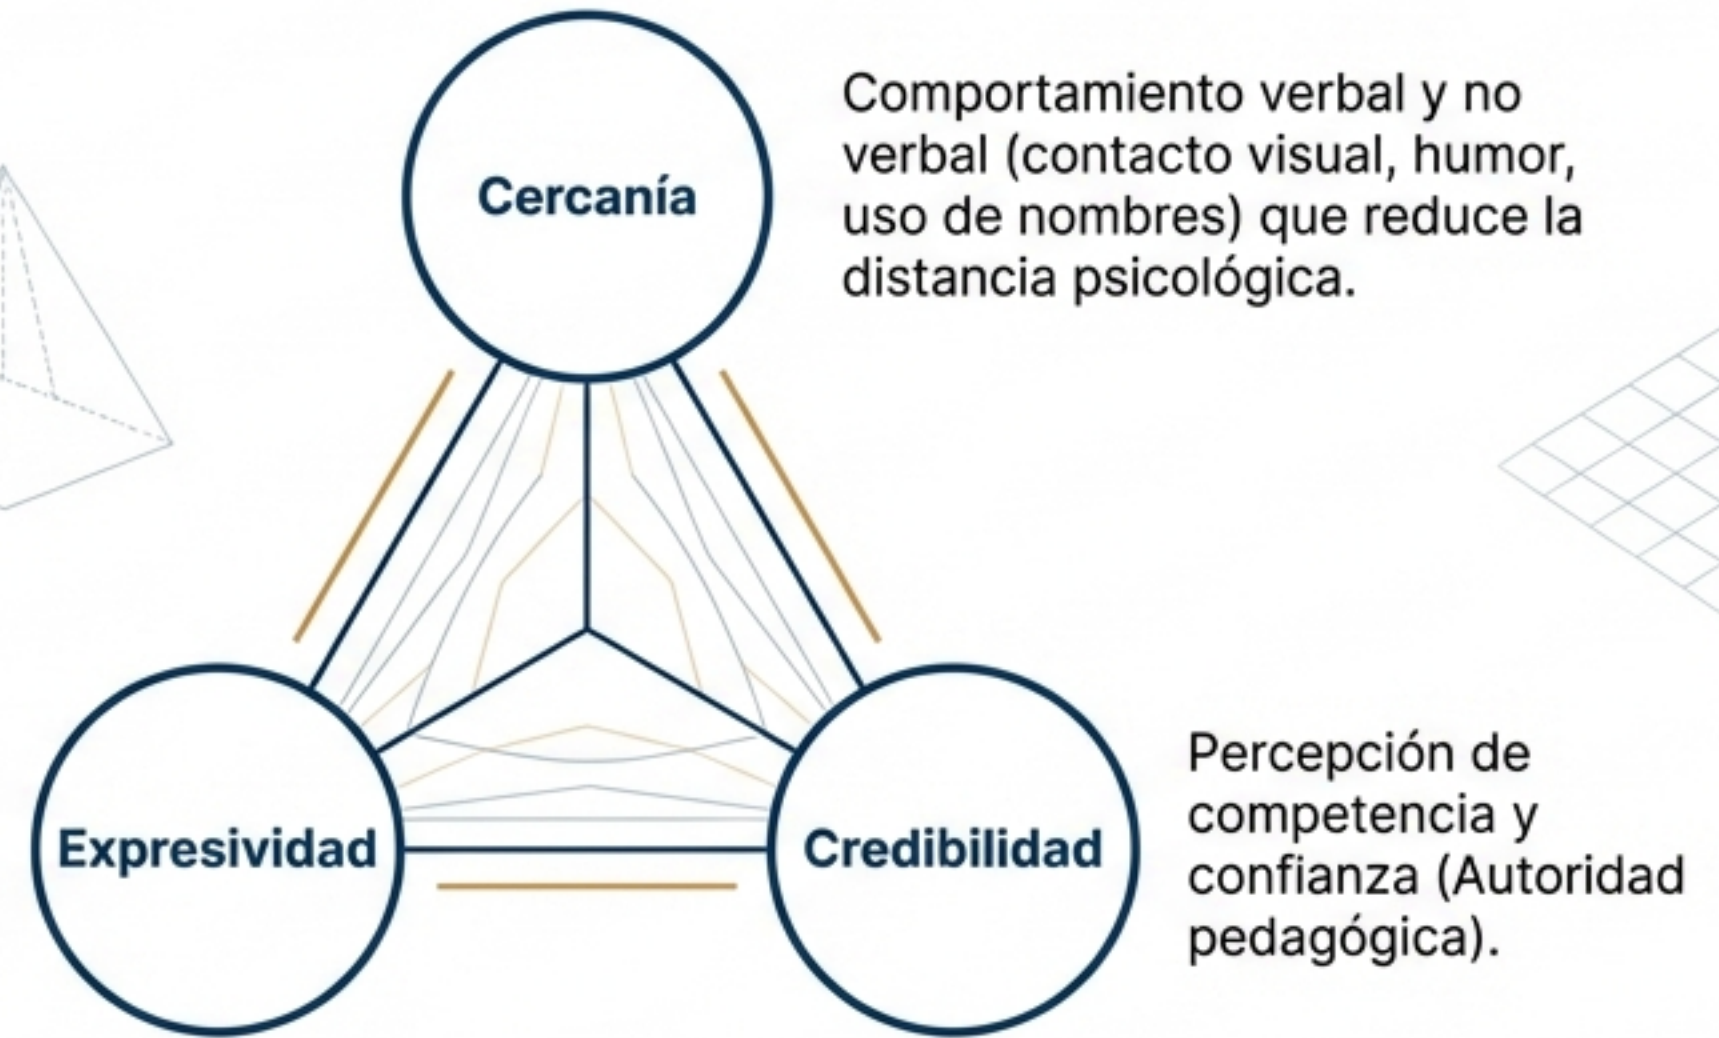 Cercanía
Comportamiento verbal y no
verbal (contacto visual, humor,
uso de nombres) que reduce la
distancia psicológica.
Expresividad
Credibilidad
Percepción de
competencia y
confianza (Autoridad
pedagógica).